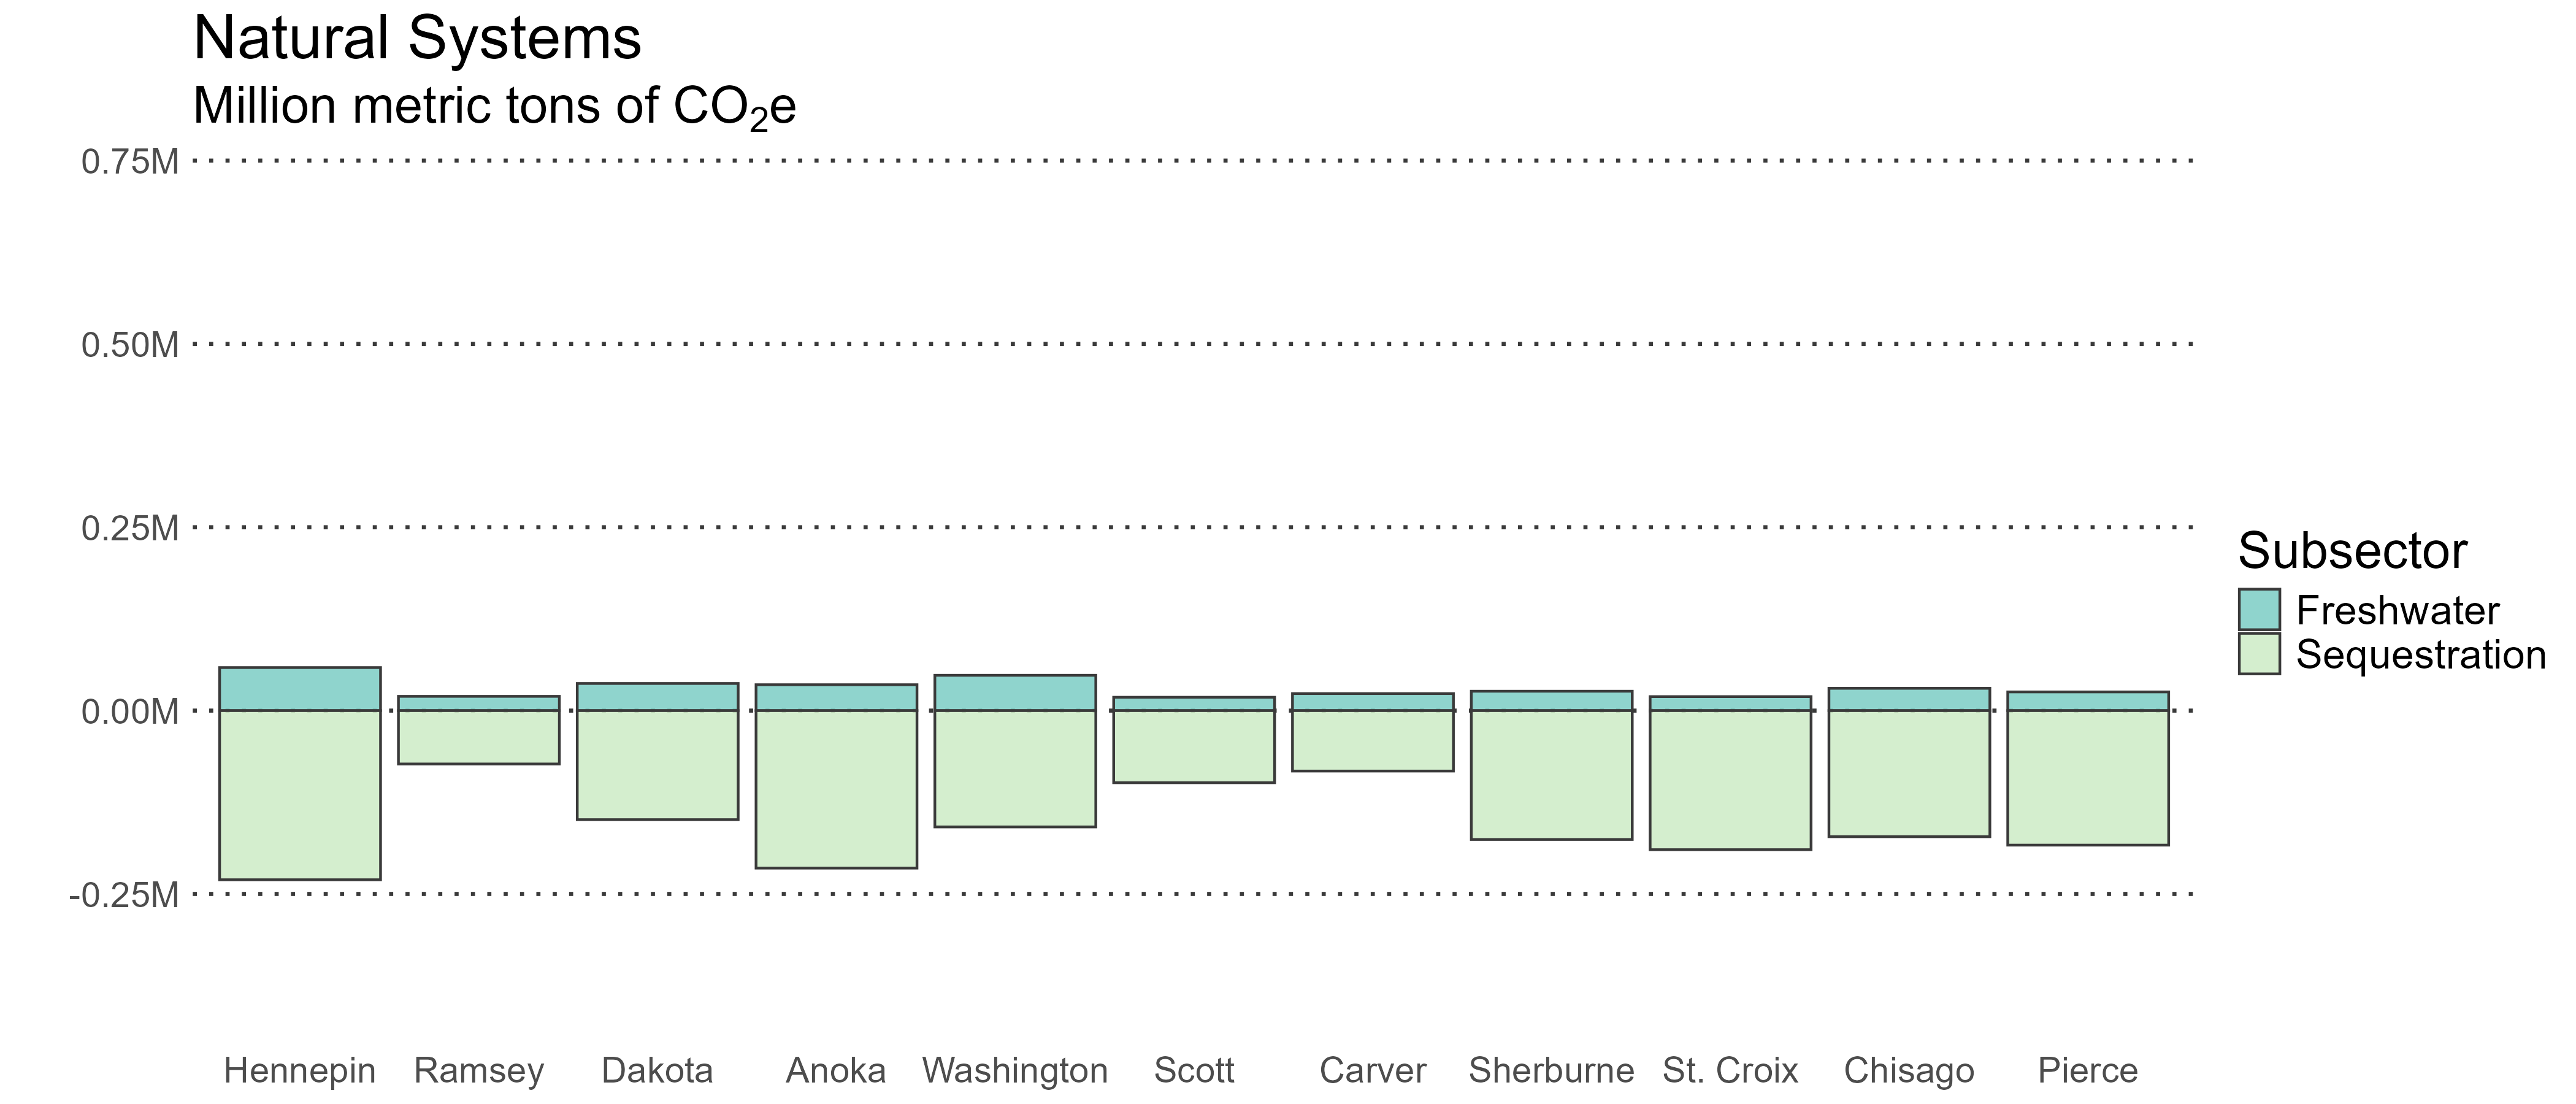 Natural Systems
Million metric tons of CO₂e
0.75M
0.50M
0.25M
0.00M
-0.25M
Hennepin Ramsey Dakota Anoka Washington Scott Carver Sherburne St. Croix Chisago Pierce
Subsector
Freshwater
Sequestration